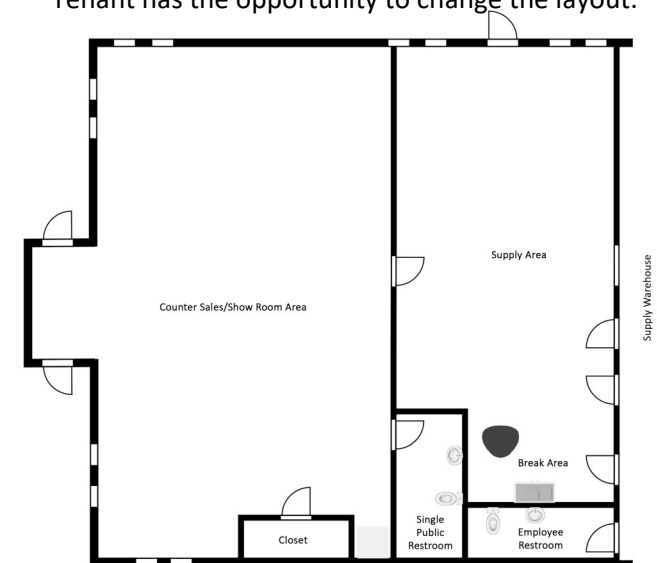 Tenant has the opportunity to change the layout.
Supply Area
Supply Warehouse
Counter Sales/Show Room Area
Break Area
Single
Public
Restroom
Employee
Restroom
Closet